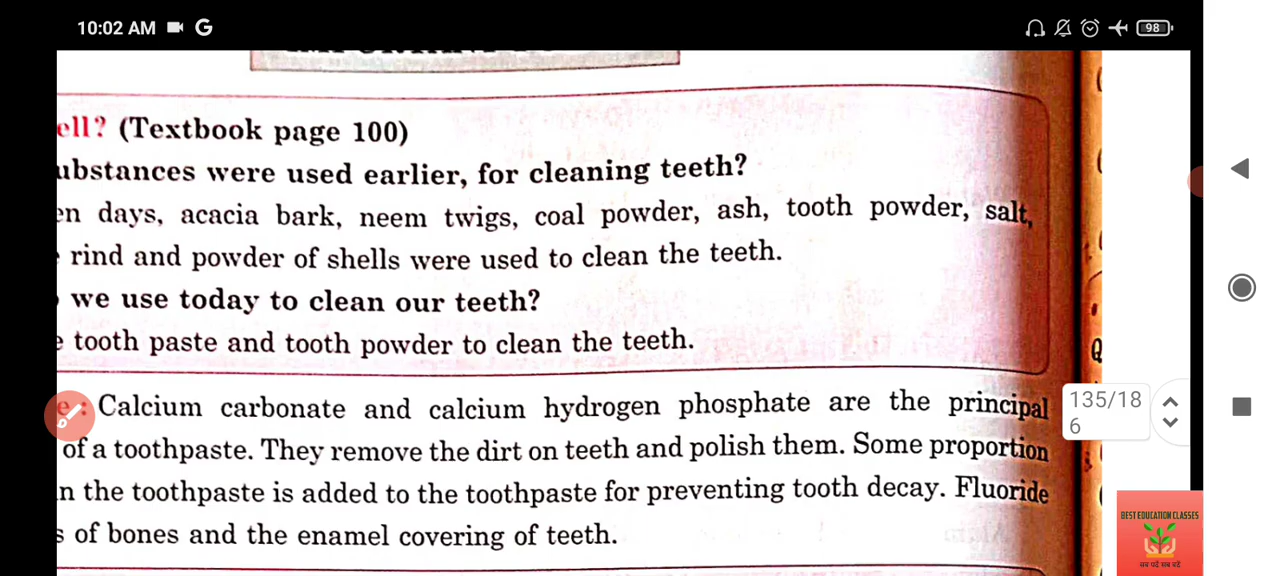 10:02 AM G 98
ell? (Textbook page 100)
ubstances were used earlier, for cleaning teeth?
en days, acacia bark, neem twigs, coal powder, ash, tooth powder, salt,
rind and powder of shells were used to clean the teeth.
we use today to clean our teeth?
e tooth paste and tooth powder to clean the teeth.
e : Calcium carbonate and calcium hydrogen phosphate are the principal
of a toothpaste. They remove the dirt on teeth and polish them. Some proportion
n the toothpaste is added to the toothpaste for preventing tooth decay. Fluoride
s of bones and the enamel covering of teeth.
Q
135/18
6
BEST EDUCATION CLASSES
सब पढ़ें सब बढ़ें